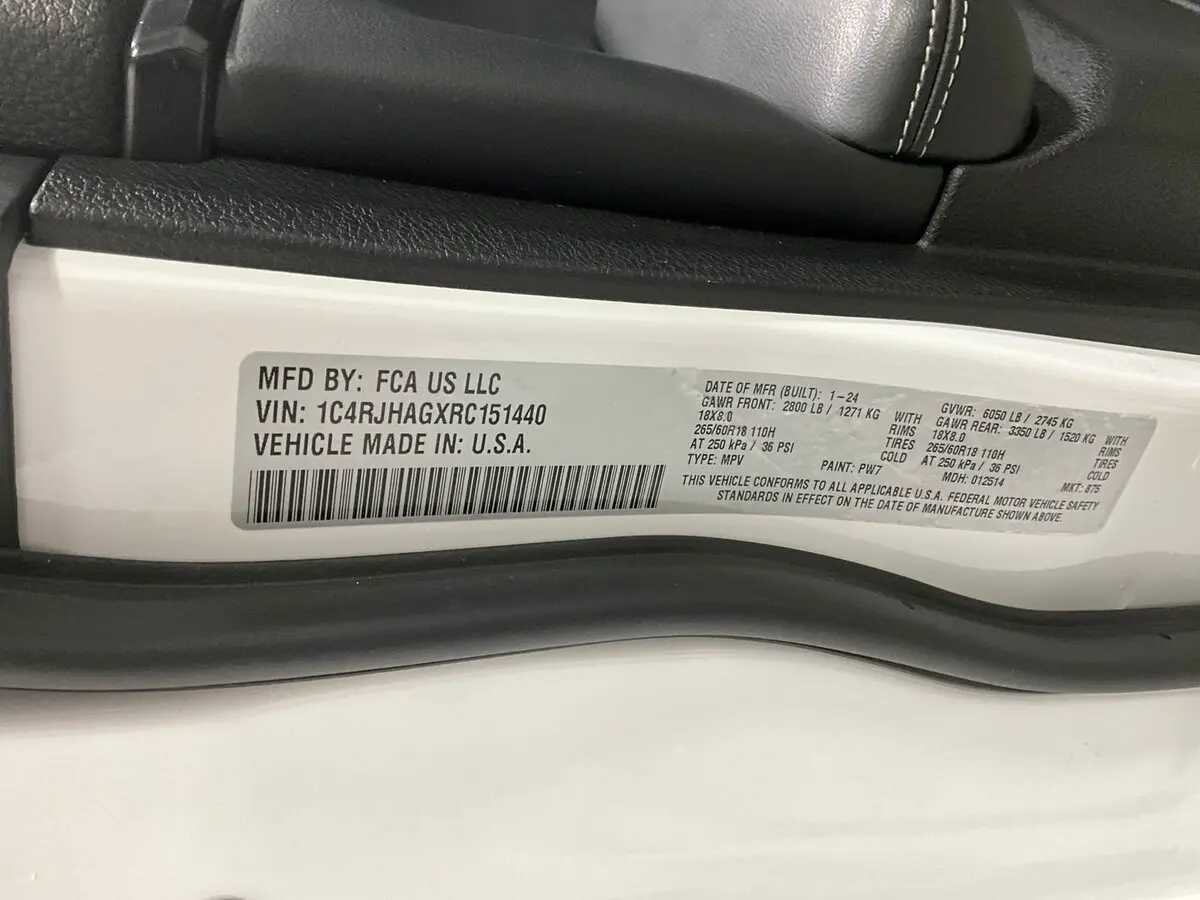 MFD BY: FCA US LLC
VIN: 1C4RJHAGXRC151440
VEHICLE MADE IN: U.S.A.
DATE OF MFR (BUILT): 1-24 GVWR: 6050 LB / 2745 KG
GAWR FRONT: 2800 LB / 1271 KG WITH GAWR REAR: 3350 LB / 1520 KG WITH
18X8.0 RIMS 18X8.0 RIMS
265/60R18 110H TIRES 265/60R18 110H TIRES
AT 250 kPa / 36 PSI COLD AT 250 kPa / 36 PSI COLD
TYPE: MPV PAINT: PW7 MDH: 012514 MKT: 875
THIS VEHICLE CONFORMS TO ALL APPLICABLE U.S.A. FEDERAL MOTOR VEHICLE SAFETY
STANDARDS IN EFFECT ON THE DATE OF MANUFACTURE SHOWN ABOVE.